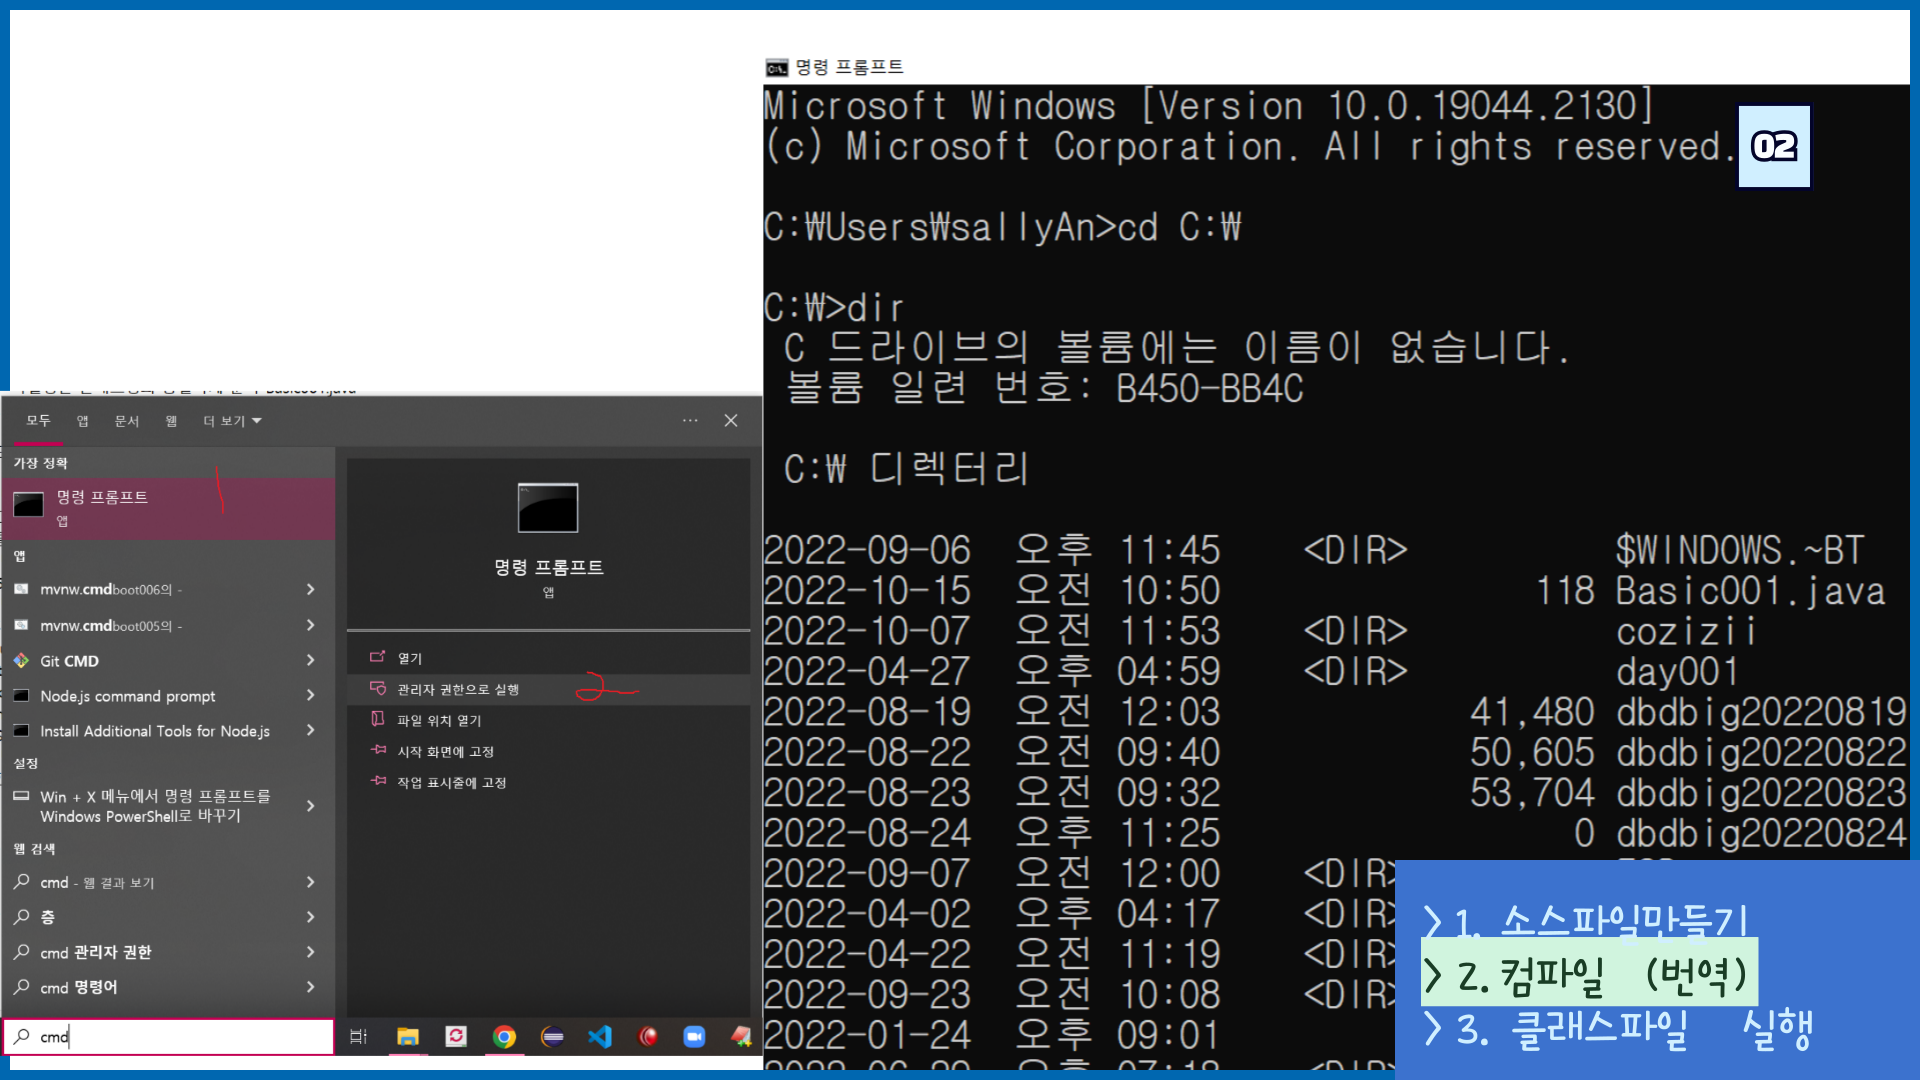 명령 프롬프트
Microsoft Windows [Version 10.0.19044.2130]
(c) Microsoft Corporation. All rights reserved.
02
C:₩Users₩sallyAn>cd C:₩
C:₩>dir
C 드라이브의 볼륨에는 이름이 없습니다.
볼륨 일련 번호: B450-BB4C
C:₩ 디렉터리
2022-09-06 오후 11:45 <DIR> $WINDOWS.~BT
2022-10-15 오전 10:50 118 Basic001.java
2022-10-07 오전 11:53 <DIR> cozizii
2022-04-27 오후 04:59 <DIR> day001
2022-08-19 오전 12:03 41,480 dbdbig20220819
2022-08-22 오전 09:40 50,605 dbdbig20220822
2022-08-23 오전 09:32 53,704 dbdbig20220823
2022-08-24 오후 11:25 0 dbdbig20220824
2022-09-07 오전 12:00 <DIR>
2022-04-02 오후 04:17 <DIR>
2022-04-22 오전 11:19 <DIR>
2022-09-23 오전 10:08 <DIR>
2022-01-24 오후 09:01
모두 앱 문서 웹 더 보기 ···
가장 정확
명령 프롬프트
앱
1
앱
mvnw.cmdboot006의 -
mvnw.cmdboot005의 -
Git CMD
Node.js command prompt
Install Additional Tools for Node.js
설정
Win + X 메뉴에서 명령 프롬프트를
Windows PowerShell로 바꾸기
웹 검색
cmd - 웹 결과 보기
층
cmd 관리자 권한
cmd 명령어
cmd
명령 프롬프트
앱
열기
관리자 권한으로 실행 2
파일 위치 열기
시작 화면에 고정
작업 표시줄에 고정
> 1. 소스파일만들기
> 2. 컴파일 (번역)
> 3. 클래스파일 실행